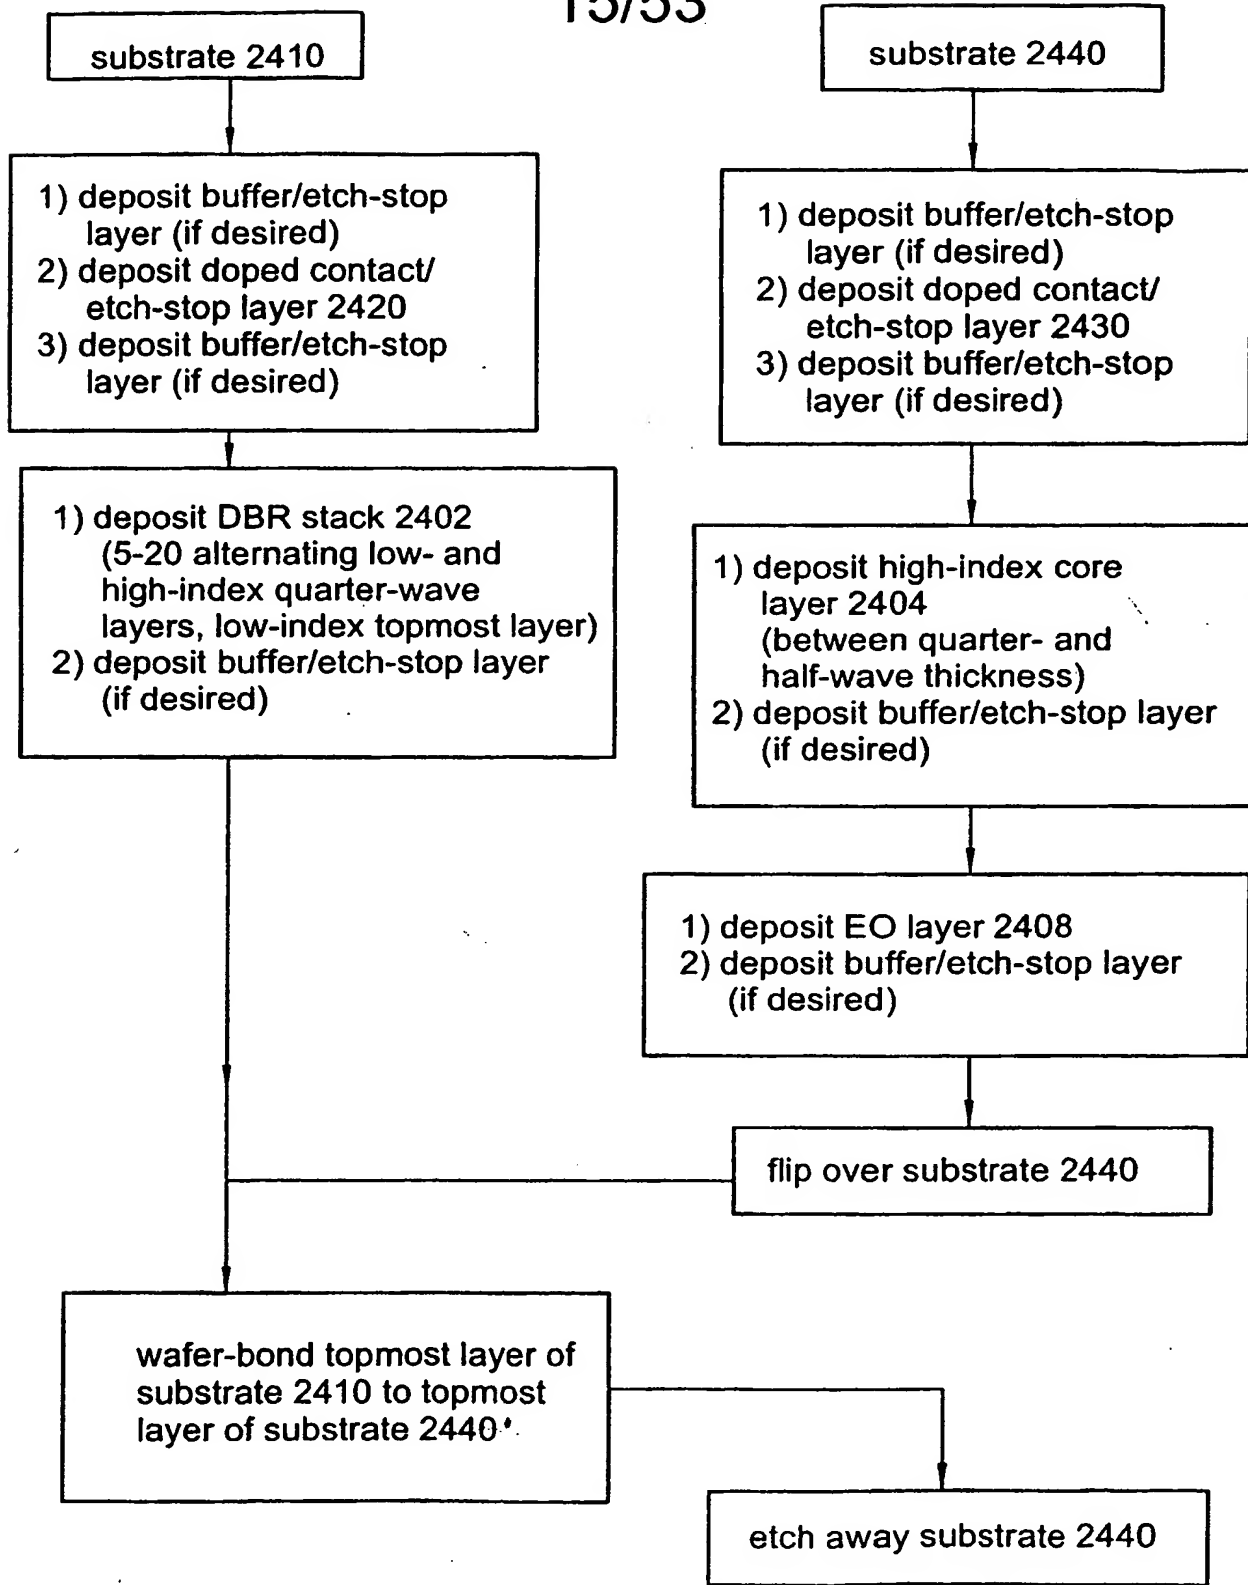 15/53
substrate 2410
1) deposit buffer/etch-stop
layer (if desired)
2) deposit doped contact/
etch-stop layer 2420
3) deposit buffer/etch-stop
layer (if desired)
1) deposit DBR stack 2402
(5-20 alternating low- and
high-index quarter-wave
layers, low-index topmost layer)
2) deposit buffer/etch-stop layer
(if desired)
substrate 2440
1) deposit buffer/etch-stop
layer (if desired)
2) deposit doped contact/
etch-stop layer 2430
3) deposit buffer/etch-stop
layer (if desired)
1) deposit high-index core
layer 2404
(between quarter- and
half-wave thickness)
2) deposit buffer/etch-stop layer
(if desired)
1) deposit EO layer 2408
2) deposit buffer/etch-stop layer
(if desired)
flip over substrate 2440
wafer-bond topmost layer of
substrate 2410 to topmost
layer of substrate 2440
etch away substrate 2440